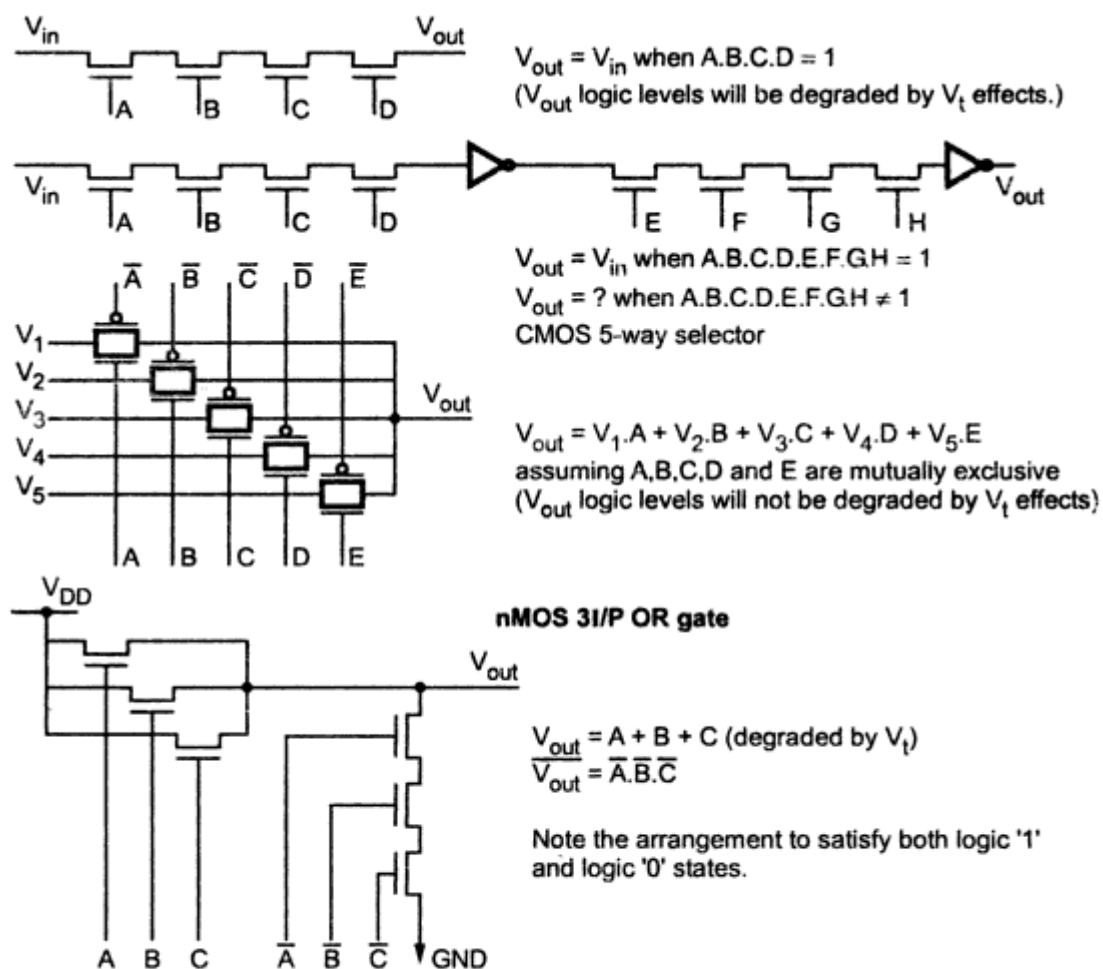 V_in V_out
A B C D
V_out = V_in when A.B.C.D = 1
(V_out logic levels will be degraded by V_t effects.)
V_in V_out
A B C D E F G H
V_out = V_in when A.B.C.D.E.F.G.H = 1
V_out = ? when A.B.C.D.E.F.G.H ≠ 1
CMOS 5-way selector
A̅ B̅ C̅ D̅ E̅
V_1
V_2
V_3
V_4
V_5
V_out
A B C D E
V_out = V_1.A + V_2.B + V_3.C + V_4.D + V_5.E
assuming A,B,C,D and E are mutually exclusive
(V_out logic levels will not be degraded by V_t effects)
V_DD
nMOS 3I/P OR gate
V_out
V_out = A + B + C (degraded by V_t)
V̅_̅o̅u̅t̅ = A̅.B̅.C̅
Note the arrangement to satisfy both logic '1'
and logic '0' states.
A B C A̅ B̅ C̅ GND